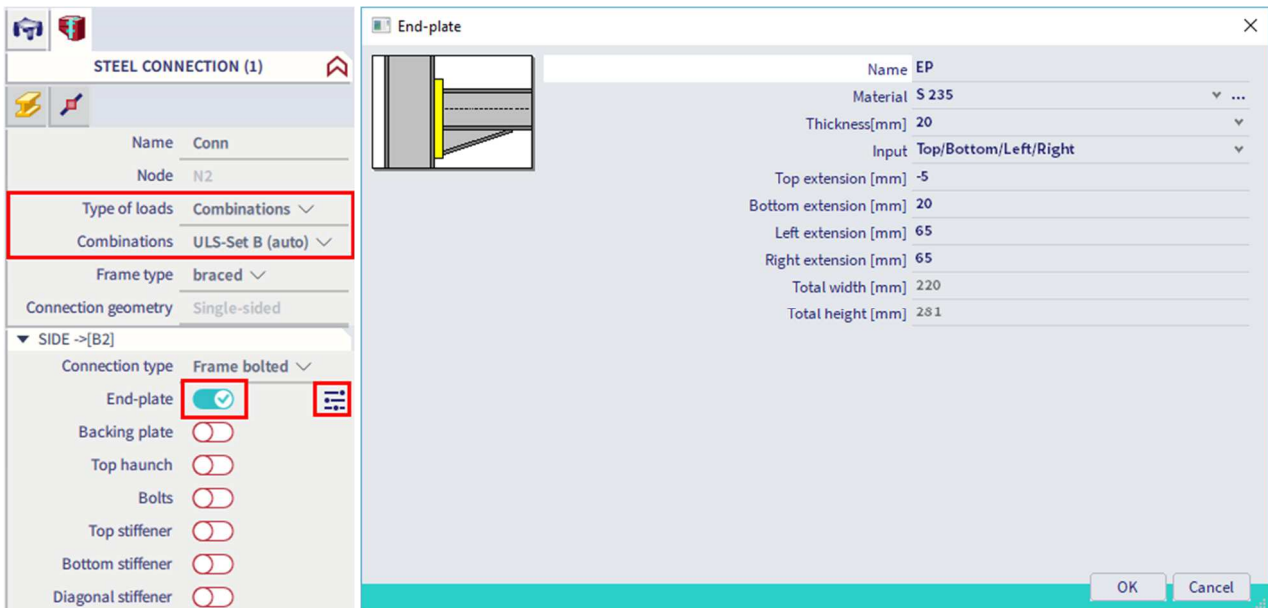 STEEL CONNECTION (1)
Name Conn
Node N2
Type of loads Combinations
Combinations ULS-Set B (auto)
Frame type braced
Connection geometry Single-sided
SIDE ->[B2]
Connection type Frame bolted
End-plate
Backing plate
Top haunch
Bolts
Top stiffener
Bottom stiffener
Diagonal stiffener
End-plate
Name EP
Material S 235 ...
Thickness[mm] 20
Input Top/Bottom/Left/Right
Top extension [mm] -5
Bottom extension [mm] 20
Left extension [mm] 65
Right extension [mm] 65
Total width [mm] 220
Total height [mm] 281
OK Cancel